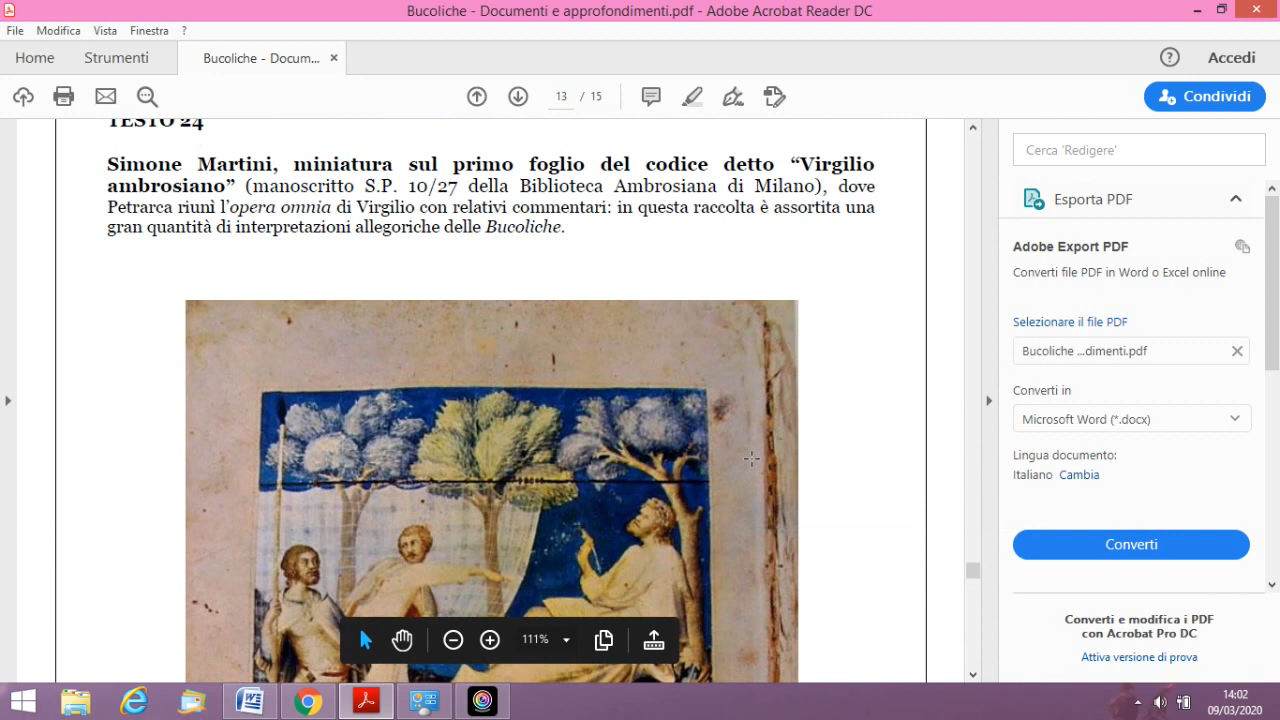 Bucoliche - Documenti e approfondimenti.pdf - Adobe Acrobat Reader DC
File Modifica Vista Finestra ?
Home Strumenti Bucoliche - Docum... × Accedi
13 / 15 Condividi
TESTO 24
Simone Martini, miniatura sul primo foglio del codice detto “Virgilio
ambrosiano” (manoscritto S.P. 10/27 della Biblioteca Ambrosiana di Milano), dove
Petrarca riunì l’opera omnia di Virgilio con relativi commentari: in questa raccolta è assortita una
gran quantità di interpretazioni allegoriche delle Bucoliche.
111%
Cerca 'Redigere'
Esporta PDF
Adobe Export PDF
Converti file PDF in Word o Excel online
Selezionare il file PDF
Bucoliche ...dimenti.pdf
Converti in
Microsoft Word (*.docx)
Lingua documento:
Italiano Cambia
Converti
Converti e modifica i PDF
con Acrobat Pro DC
Attiva versione di prova
14:02
09/03/2020